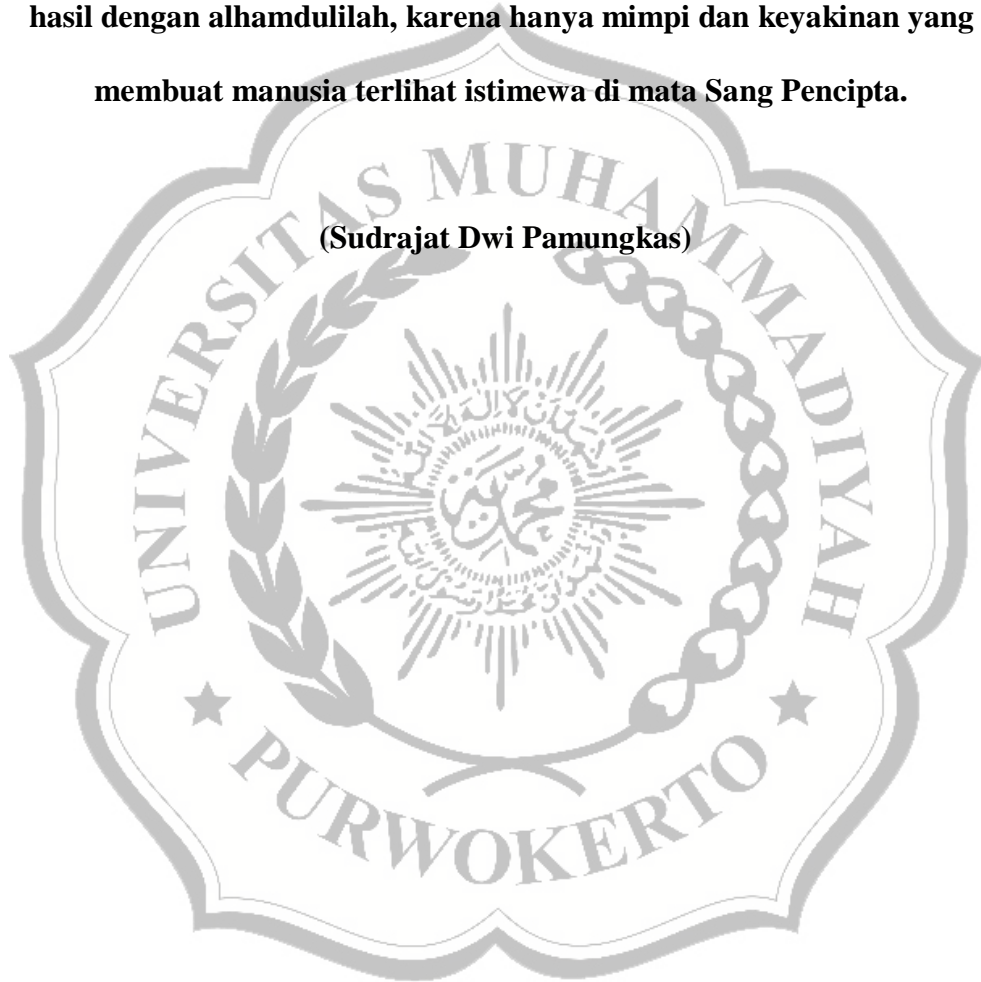 hasil dengan alhamdulilah, karena hanya mimpi dan keyakinan yang
membuat manusia terlihat istimewa di mata Sang Pencipta.
UNIVERSITAS MUHAMMADIYAH
(Sudrajat Dwi Pamungkas)
PURWOKERTO